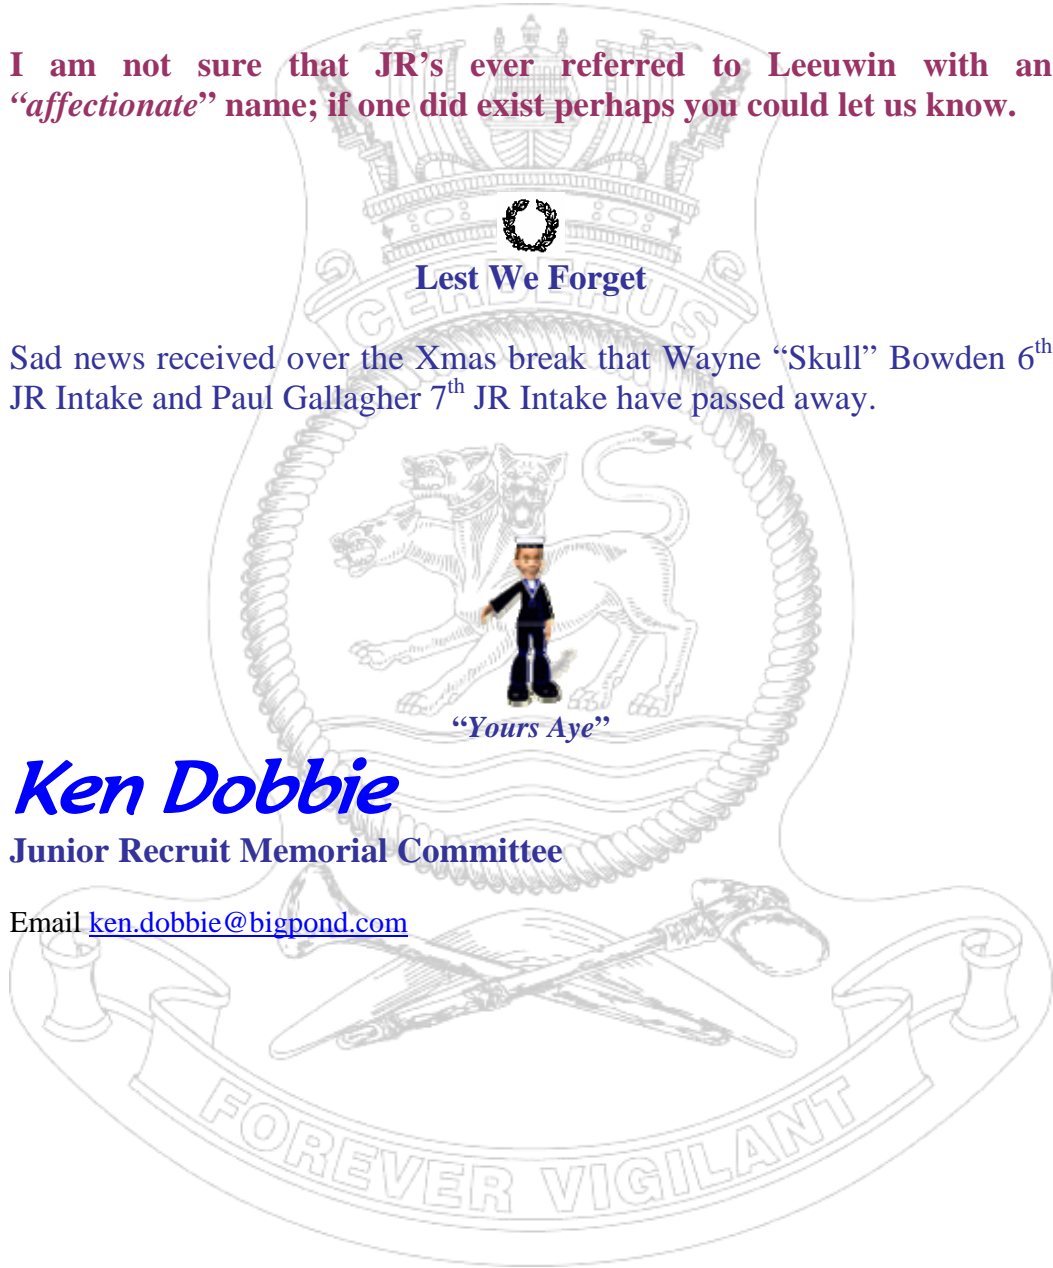 I am not sure that JR’s ever referred to Leeuwin with an
“affectionate” name; if one did exist perhaps you could let us know.
Lest We Forget
CERBERUS
Sad news received over the Xmas break that Wayne “Skull” Bowden 6th
JR Intake and Paul Gallagher 7th JR Intake have passed away.
“Yours Aye”
Ken Dobbie
Junior Recruit Memorial Committee
Email ken.dobbie@bigpond.com
FOREVER VIGILANT